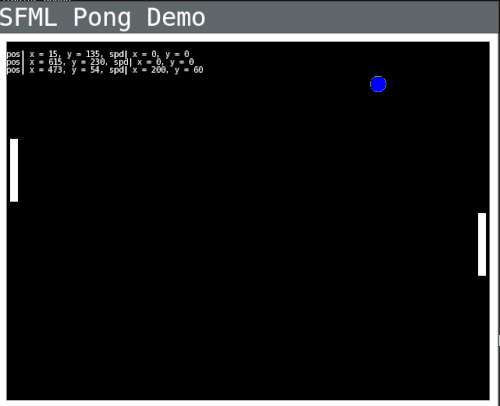 SFML Pong Demo
pos| x = 15, y = 135, spd| x = 0, y = 0
pos| x = 615, y = 230, spd| x = 0, y = 0
pos| x = 473, y = 54, spd| x = 200, y = 60